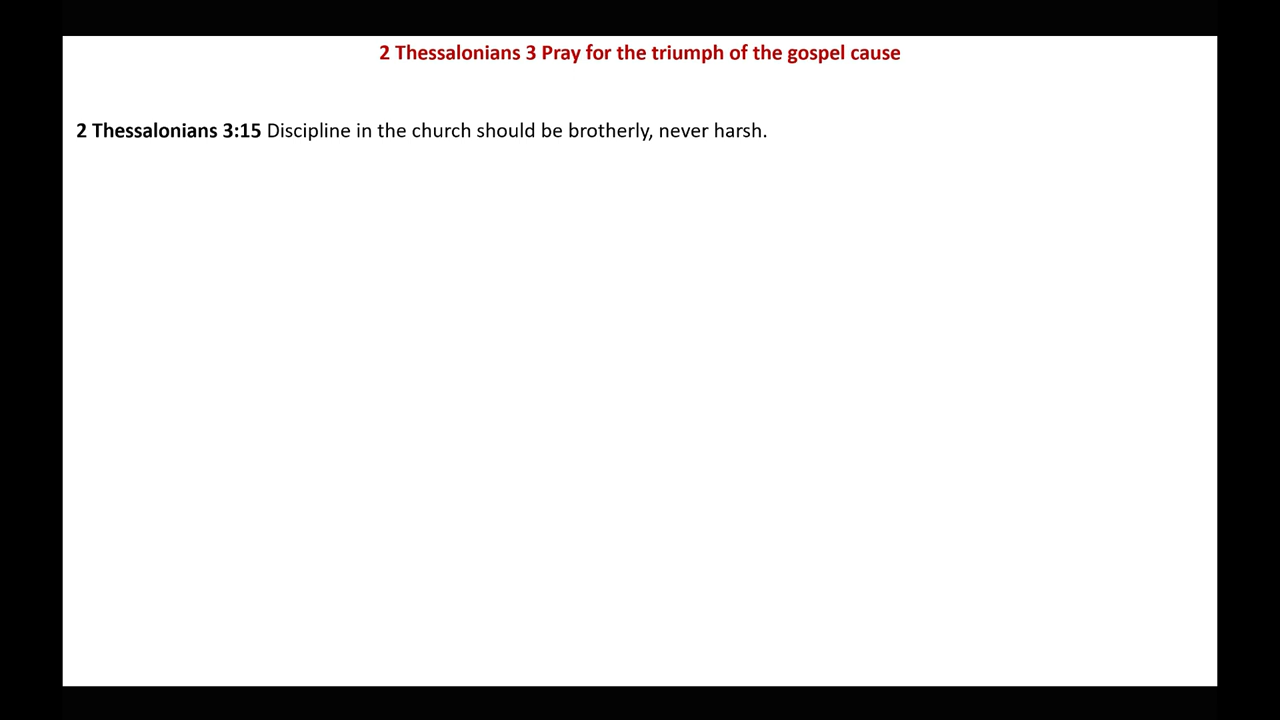 2 Thessalonians 3 Pray for the triumph of the gospel cause
2 Thessalonians 3:15 Discipline in the church should be brotherly, never harsh.